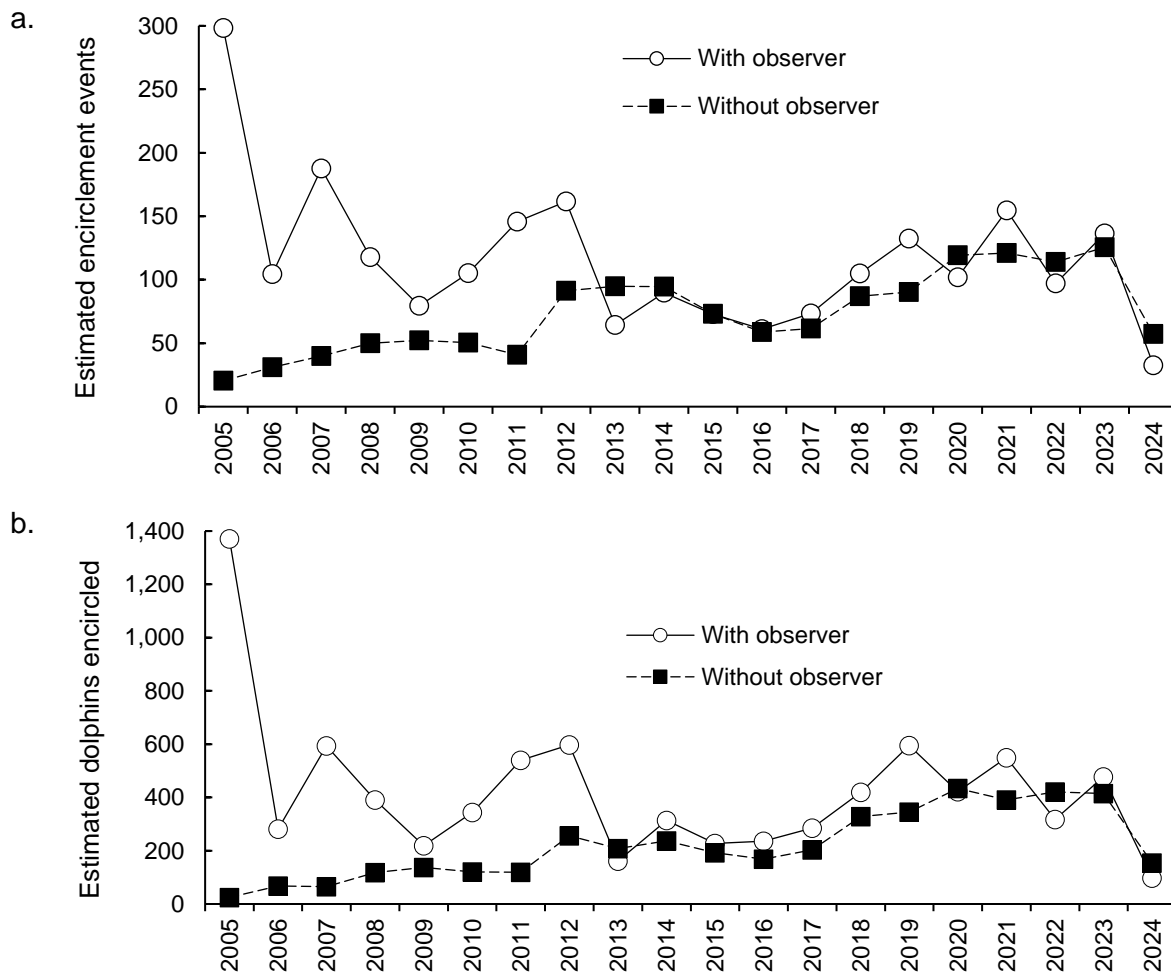 a.
Estimated encirclement events
300
250
200
150
100
50
0
With observer
Without observer
2005 2006 2007 2008 2009 2010 2011 2012 2013 2014 2015 2016 2017 2018 2019 2020 2021 2022 2023 2024
b.
Estimated dolphins encircled
1,400
1,200
1,000
800
600
400
200
0
With observer
Without observer
2005 2006 2007 2008 2009 2010 2011 2012 2013 2014 2015 2016 2017 2018 2019 2020 2021 2022 2023 2024